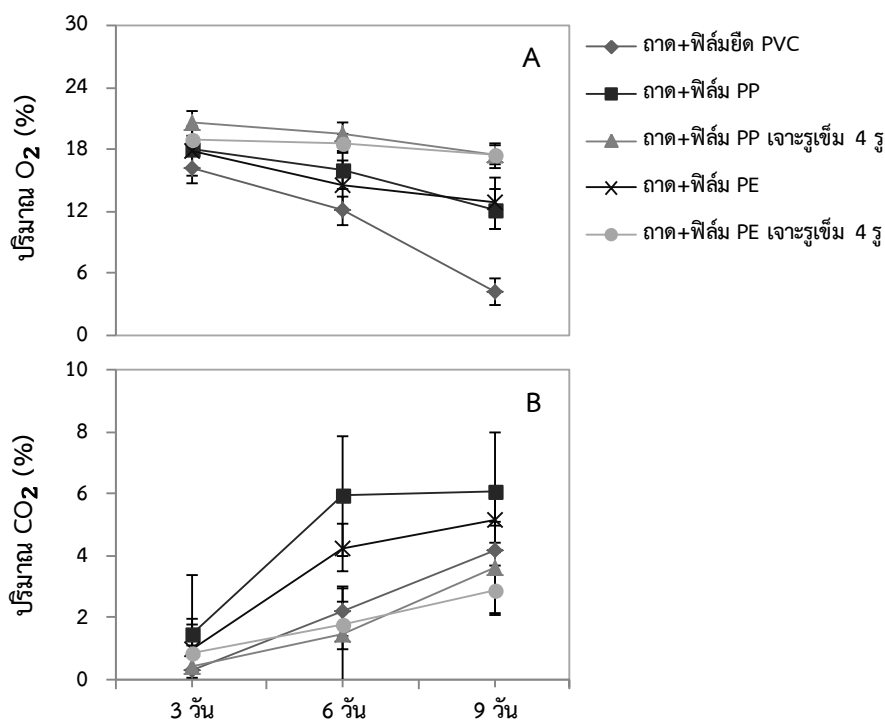 30
24
18
12
6
0
ปริมาณ O2 (%)
A
ถาด+ฟิล์มยืด PVC
ถาด+ฟิล์ม PP
ถาด+ฟิล์ม PP เจาะรูเข็ม 4 รู
ถาด+ฟิล์ม PE
ถาด+ฟิล์ม PE เจาะรูเข็ม 4 รู
10
8
6
4
2
0
ปริมาณ CO2 (%)
B
3 วัน
6 วัน
9 วัน